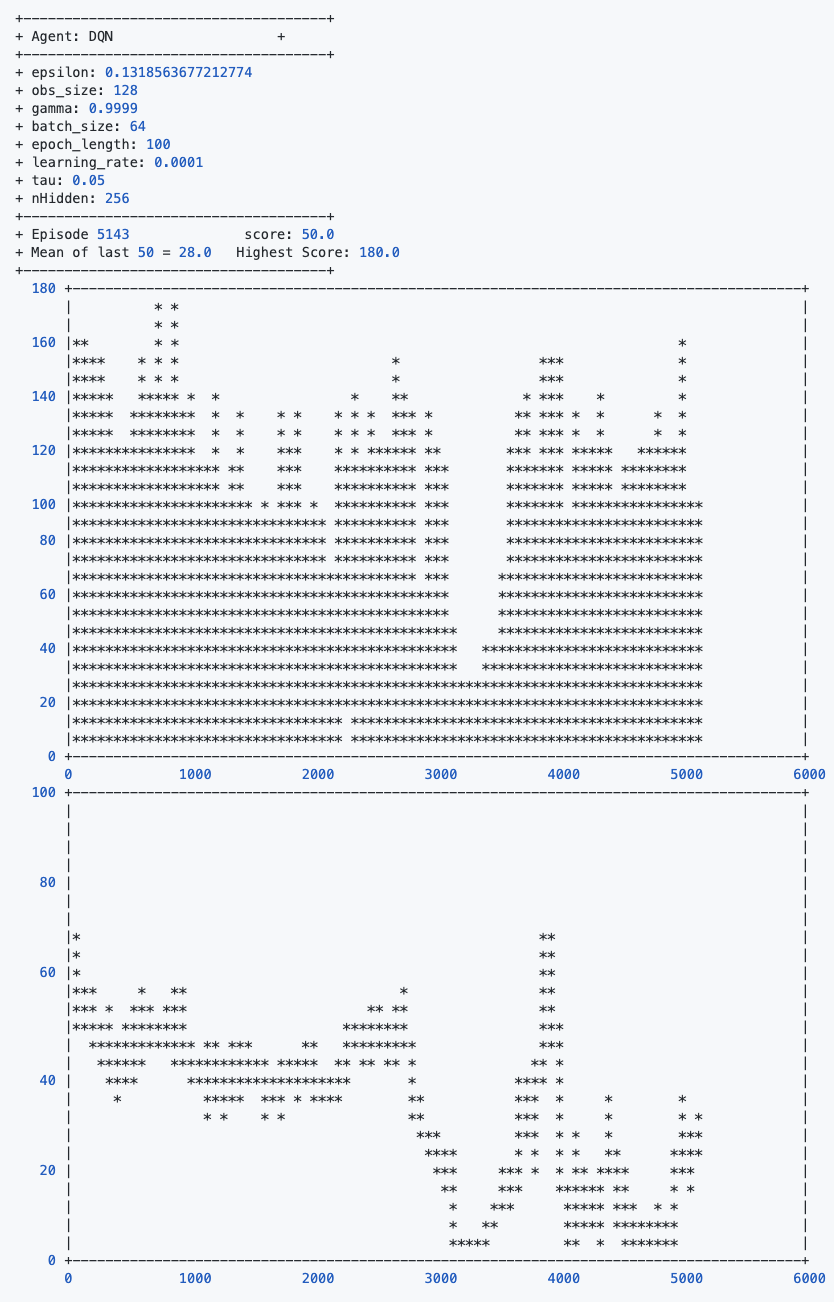 +--------------------------------------+
+ Agent: DQN                    +
+--------------------------------------+
+ epsilon: 0.1318563677212774
+ obs_size: 128
+ gamma: 0.9999
+ batch_size: 64
+ epoch_length: 100
+ learning_rate: 0.0001
+ tau: 0.05
+ nHidden: 256
+--------------------------------------+
+ Episode 5143              score: 50.0
+ Mean of last 50 = 28.0   Highest Score: 180.0
+--------------------------------------+
180
160
140
120
100
80
60
40
20
0
0 1000 2000 3000 4000 5000 6000
100
80
60
40
20
0
0 1000 2000 3000 4000 5000 6000